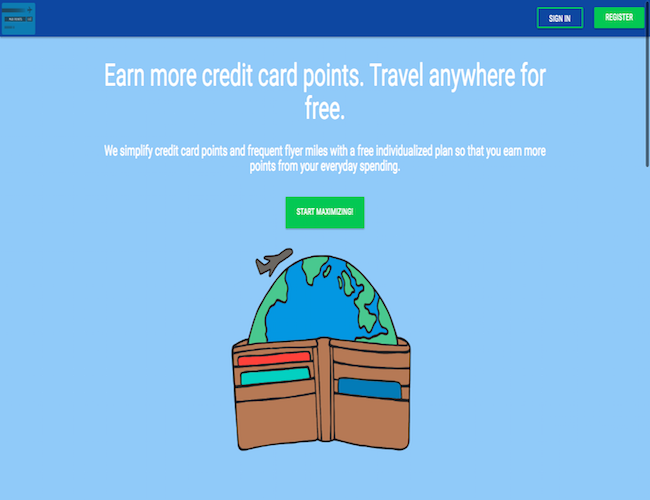 SIGN IN
REGISTER
Earn more credit card points. Travel anywhere for
free.
We simplify credit card points and frequent flyer miles with a free individualized plan so that you earn more
points from your everyday spending.
START MAXIMIZING!